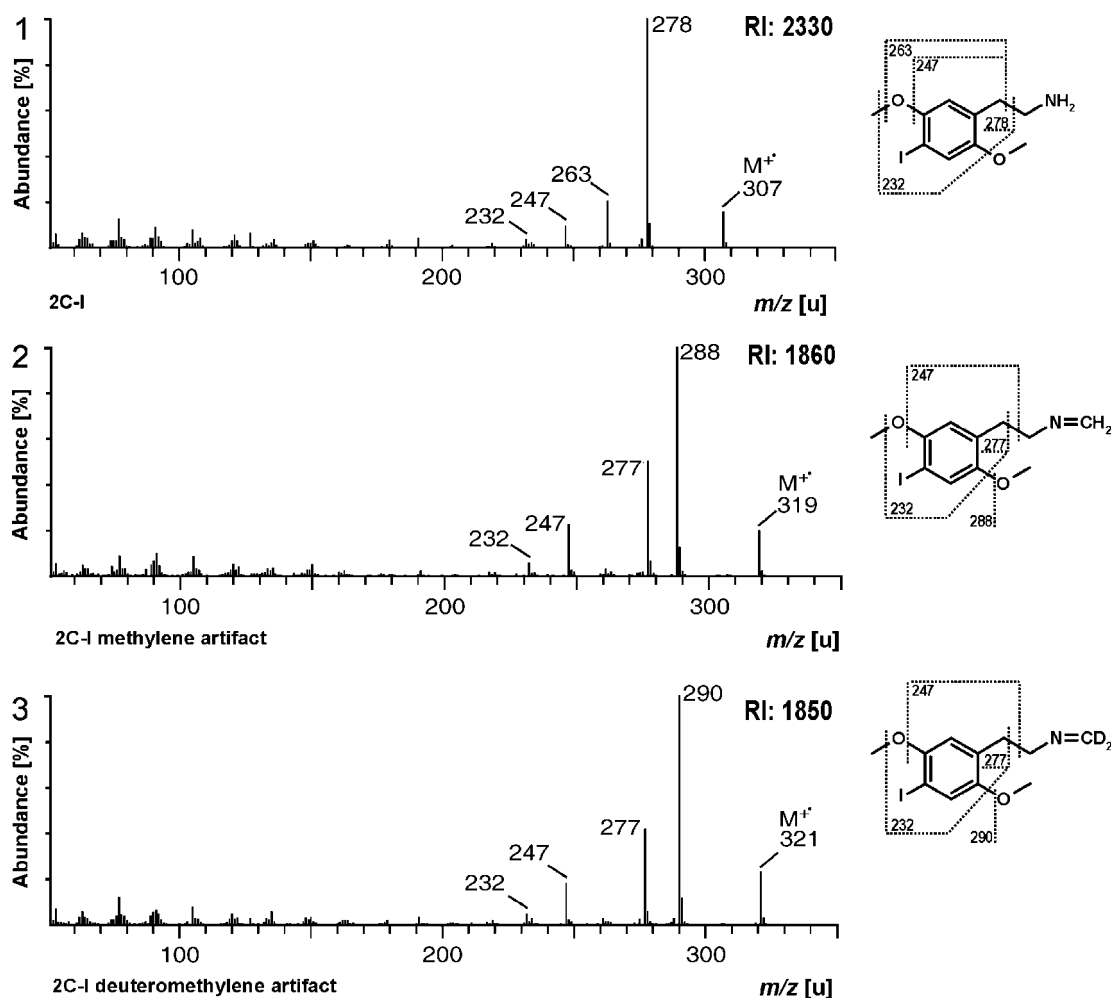 1
RI: 2330
Abundance [%]
278
M+•
307
263
247
232
100
200
300
2C-I
m/z [u]
263
247
O
NH2
278
I
O
232
2
RI: 1860
Abundance [%]
288
277
M+•
319
247
232
100
200
300
2C-I methylene artifact
m/z [u]
247
O
N=CH2
277
I
O
232
288
3
RI: 1850
Abundance [%]
290
277
M+•
321
247
232
100
200
300
2C-I deuteromethylene artifact
m/z [u]
247
O
N=CD2
277
I
O
232
290